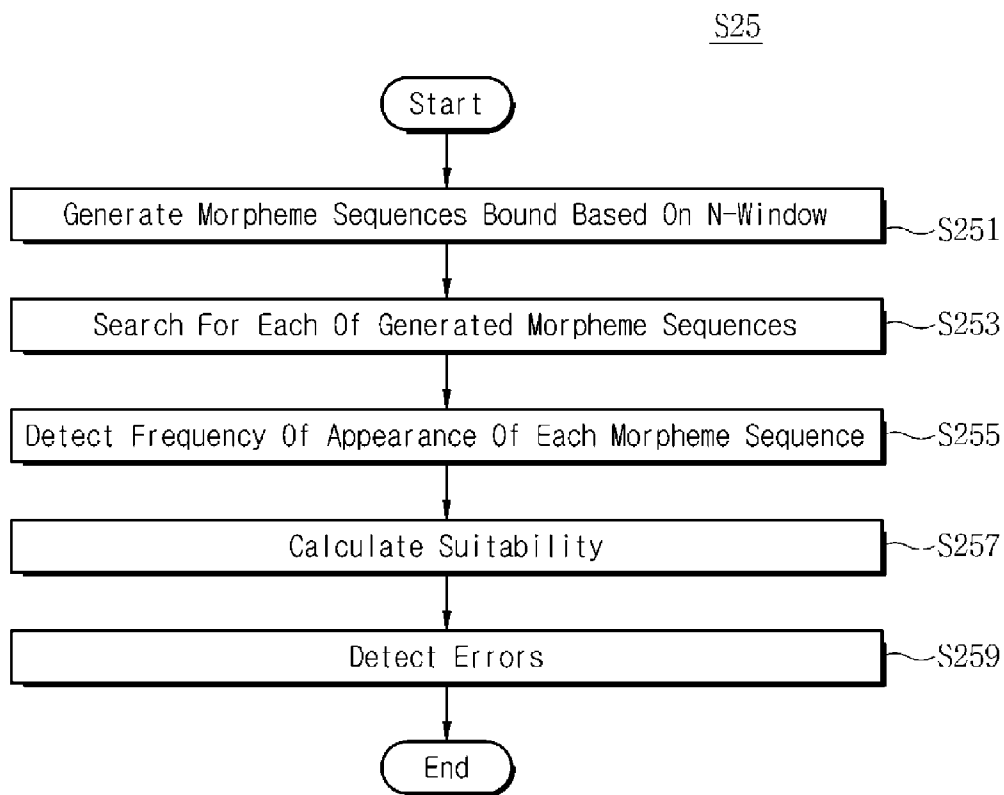 S25
Start
Generate Morpheme Sequences Bound Based On N-Window
S251
Search For Each Of Generated Morpheme Sequences
S253
Detect Frequency Of Appearance Of Each Morpheme Sequence
S255
Calculate Suitability
S257
Detect Errors
S259
End